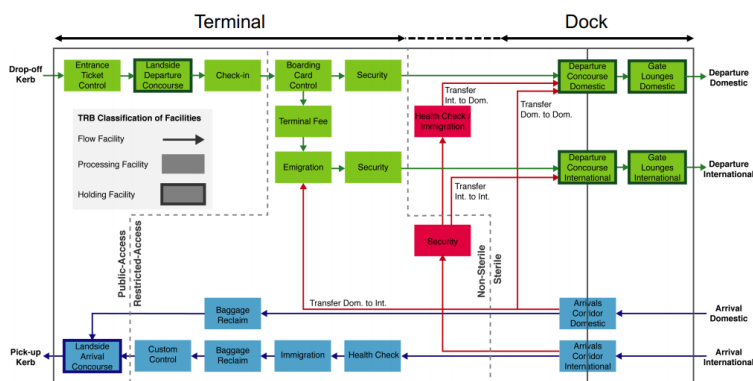 Terminal
Dock
Drop-off
Kerb
Entrance
Ticket
Control
Landside
Departure
Concourse
Check-in
Boarding
Card
Control
Security
Departure
Concourse
Domestic
Gate
Lounges
Domestic
Departure
Domestic
Transfer
Int. to Dom.
Transfer
Dom. to Dom.
TRB Classification of Facilities
Flow Facility
Processing Facility
Holding Facility
Terminal Fee
Health Check /
Immigration
Emigration
Security
Departure
Concourse
International
Gate
Lounges
International
Departure
International
Transfer
Int. to Int.
Public-Access
Restricted-Access
Security
Non-Sterile
Sterile
Transfer Dom. to Int.
Baggage
Reclaim
Arrivals
Corridor
Domestic
Arrival
Domestic
Pick-up
Kerb
Landside
Arrival
Concourse
Custom
Control
Baggage
Reclaim
Immigration
Health Check
Arrivals
Corridor
International
Arrival
International